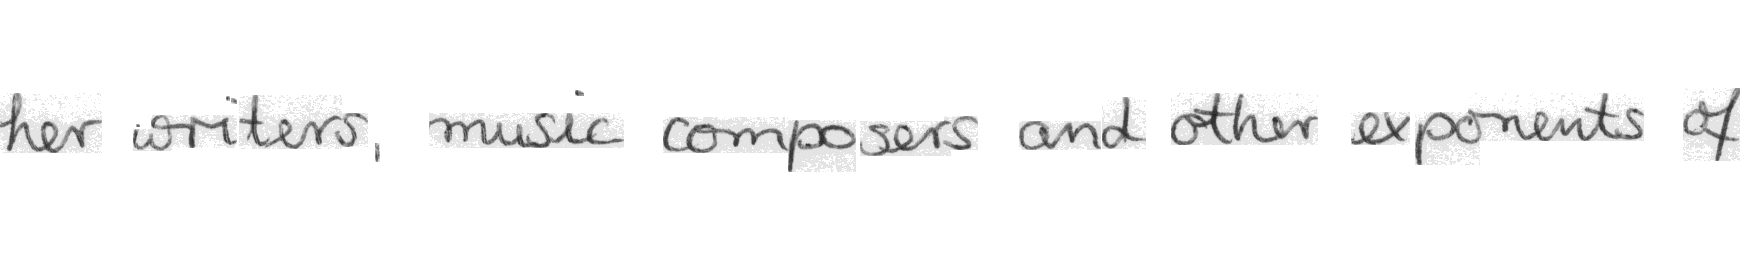 her writers, music composers and other exponents of